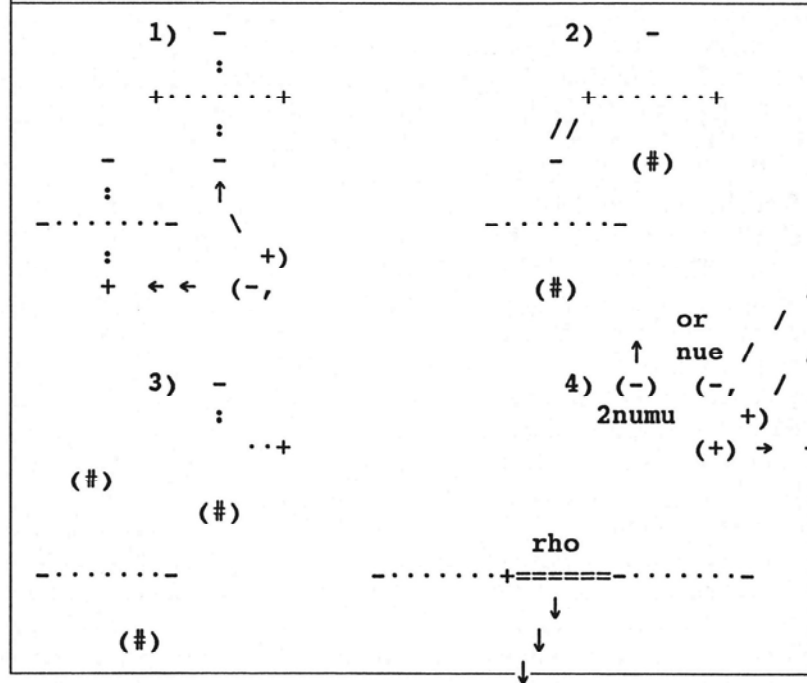 1)  -                          2)   -
    :
+·······+                      +·······+
    :                        //
-   -                        -    (#)
:   ↑
-·······-   \                -·······-
:   +)
+ ← ← (-,                    (#)
or /
↑ nue / /
3)  -                        4) (-) (-, /
:                            2numu +)
··+                          (+) →
(#)
(#)
rho
-·······-                    -·······+======-·······-
↓
(#)                          ↓
↓